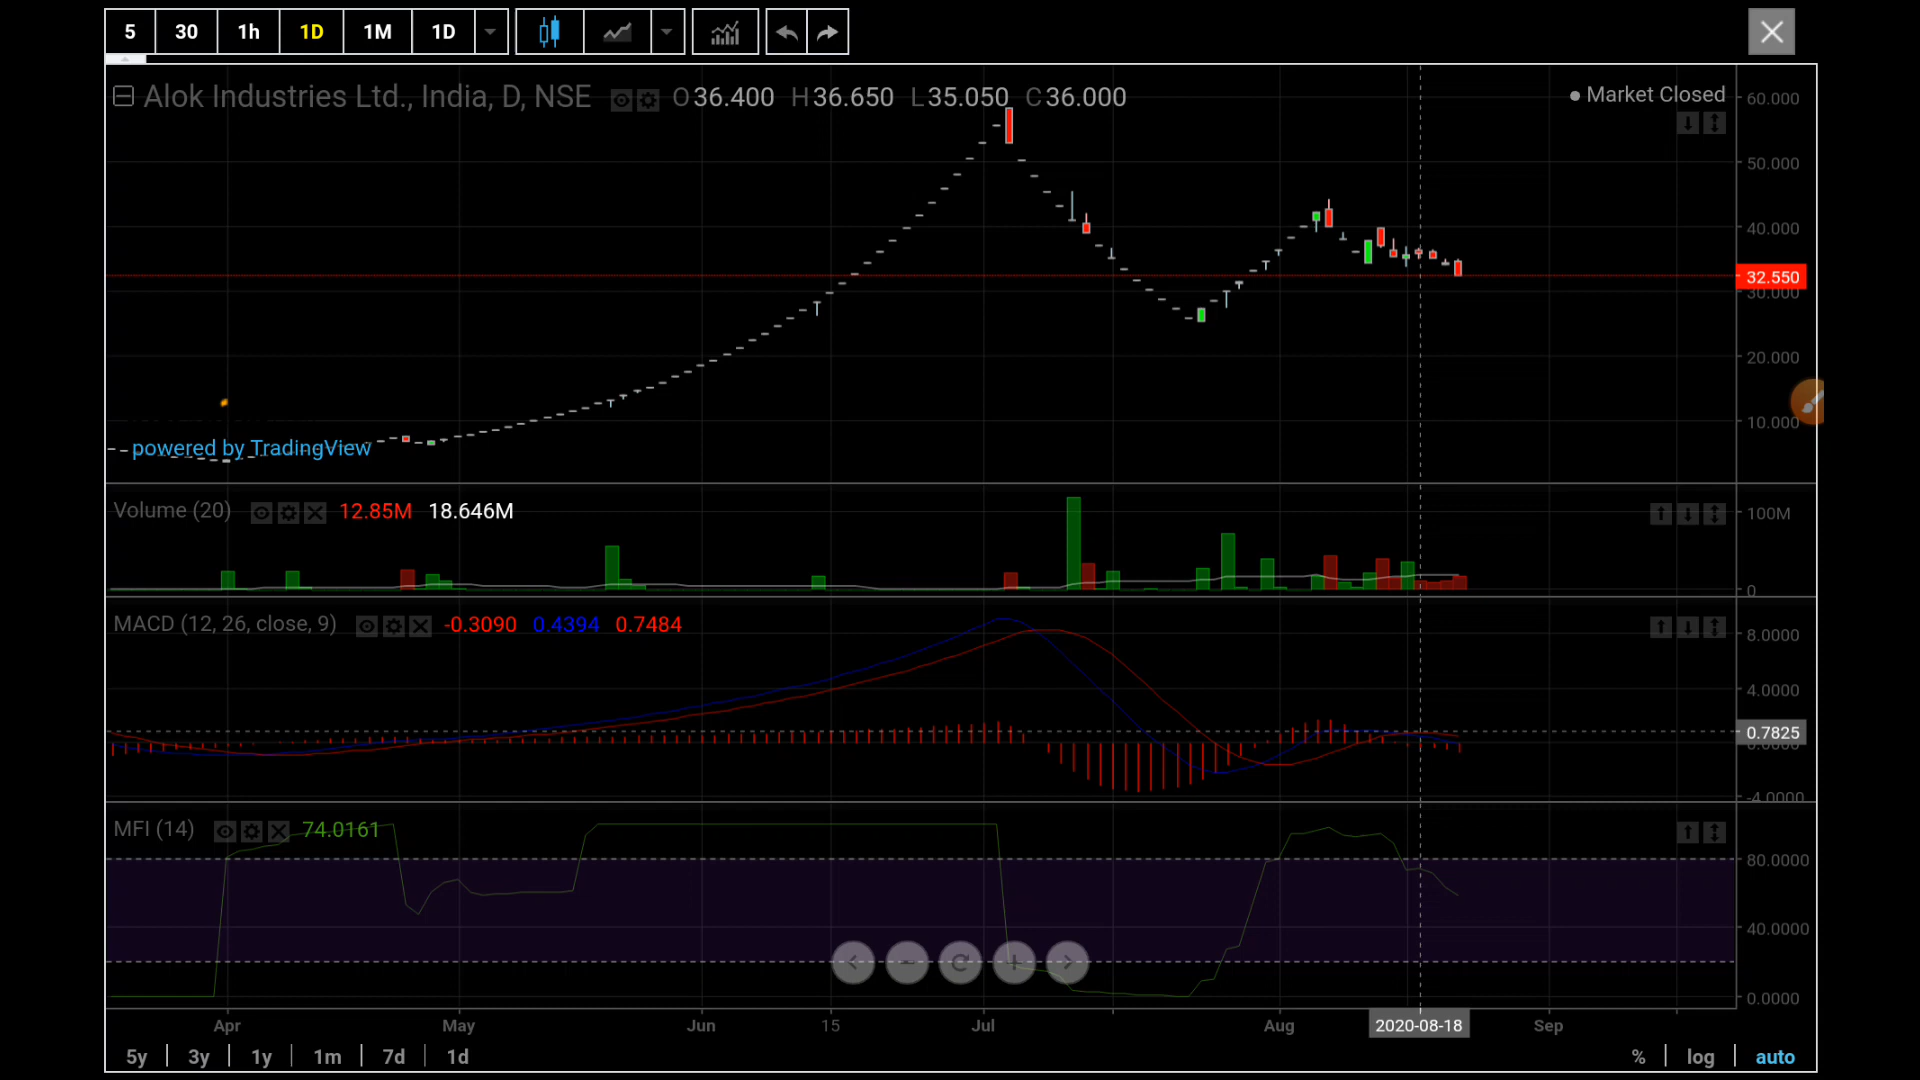 5 30 1h 1D 1M 1D
Alok Industries Ltd., India, D, NSE O36.400 H36.650 L35.050 C36.000
Market Closed
60.000
50.000
40.000
32.550
30.000
20.000
10.000
powered by TradingView
Volume (20) 12.85M 18.646M
100M
0
MACD (12, 26, close, 9) -0.3090 0.4394 0.7484
8.0000
4.0000
0.7825
0.0000
-4.0000
MFI (14) 74.0161
80.0000
40.0000
0.0000
Apr May Jun 15 Jul Aug 2020-08-18 Sep
5y 3y 1y 1m 7d 1d % log auto